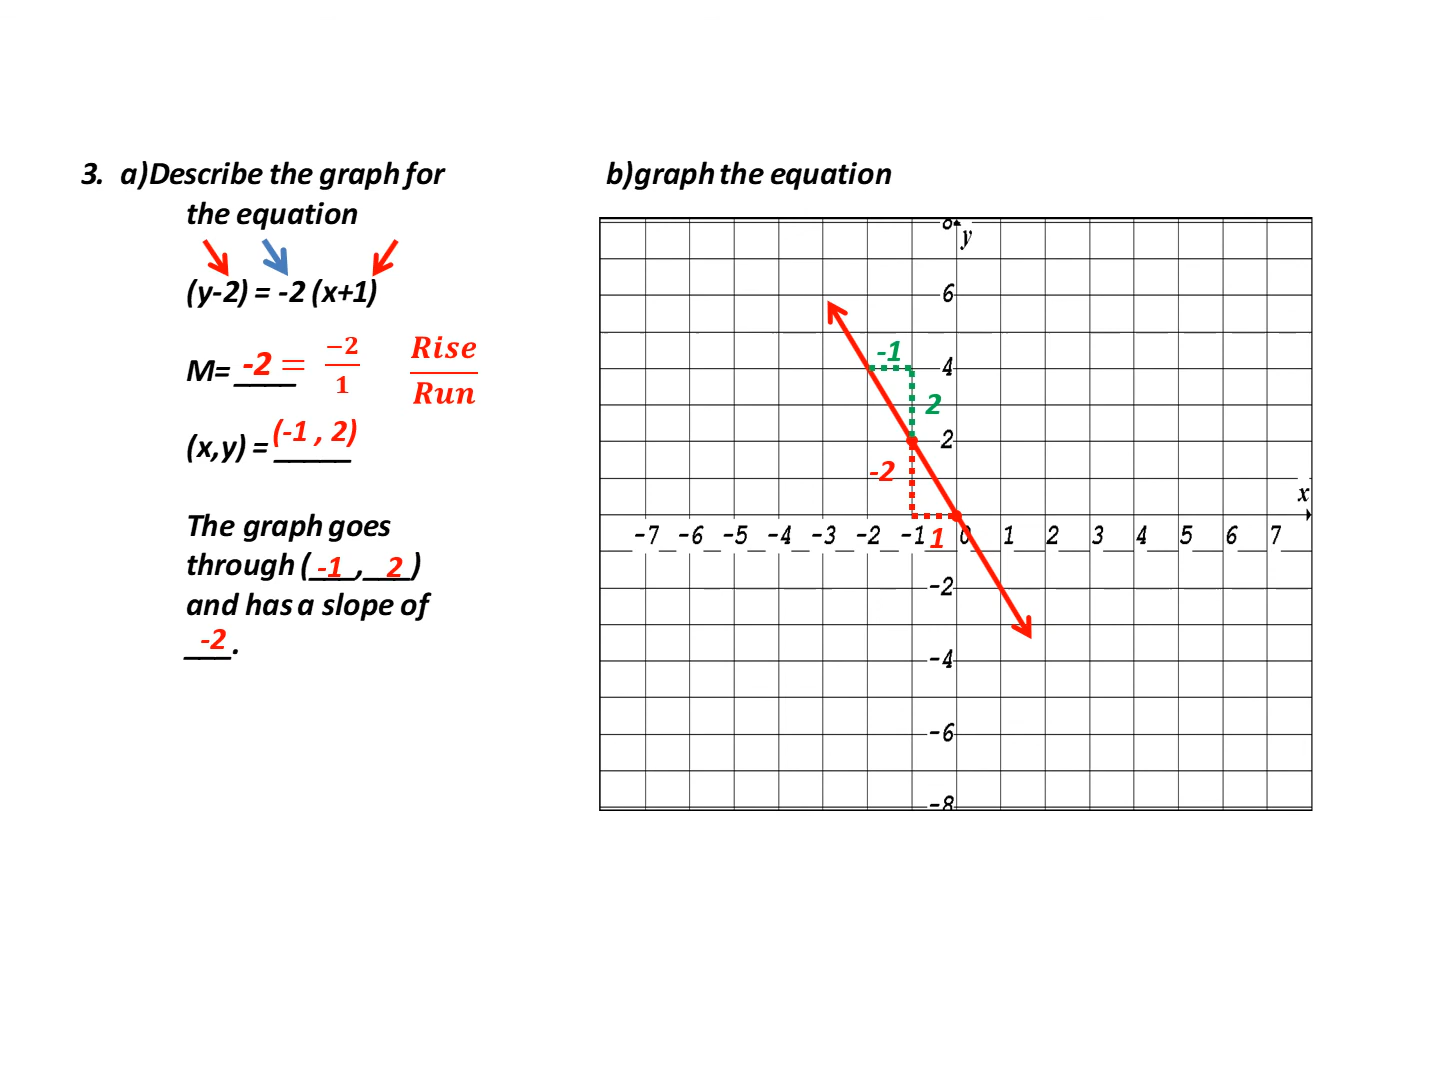 3. a)Describe the graph for
the equation
(y-2) = -2 (x+1)
M= -2 = −2/1 Rise/Run
(x,y) = (-1 , 2)
The graph goes
through (-1, 2)
and has a slope of
-2.
b)graph the equation
8 y
6
-1 4
2
2
-2
x
-7 -6 -5 -4 -3 -2 -1 0 1 2 3 4 5 6 7
1
-2
-4
-6
-8